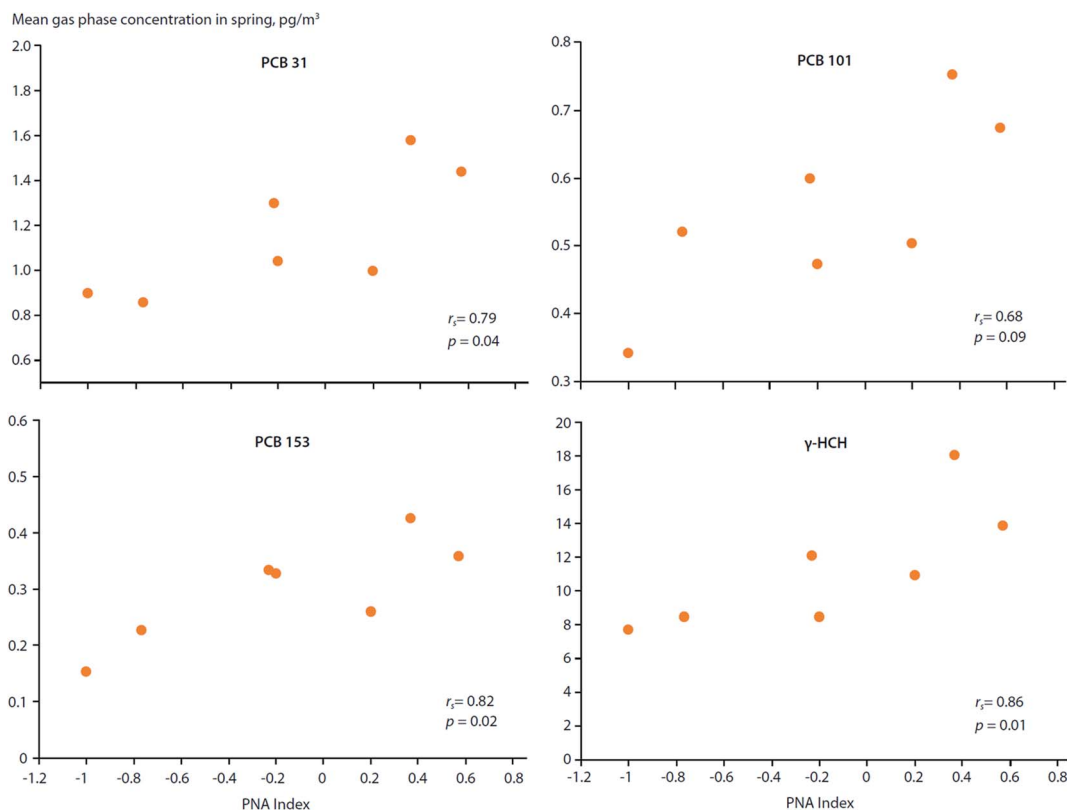 Mean gas phase concentration in spring, pg/m³
2.0
1.8
1.6
1.4
1.2
1.0
0.8
0.6
PCB 31
rs= 0.79
p = 0.04
0.8
0.7
0.6
0.5
0.4
0.3
PCB 101
rs= 0.68
p = 0.09
0.6
0.5
0.4
0.3
0.2
0.1
0
PCB 153
rs= 0.82
p = 0.02
-1.2 -1 -0.8 -0.6 -0.4 -0.2 0 0.2 0.4 0.6 0.8
PNA Index
20
18
16
14
12
10
8
6
4
2
0
γ-HCH
rs= 0.86
p = 0.01
-1.2 -1 -0.8 -0.6 -0.4 -0.2 0 0.2 0.4 0.6 0.8
PNA Index